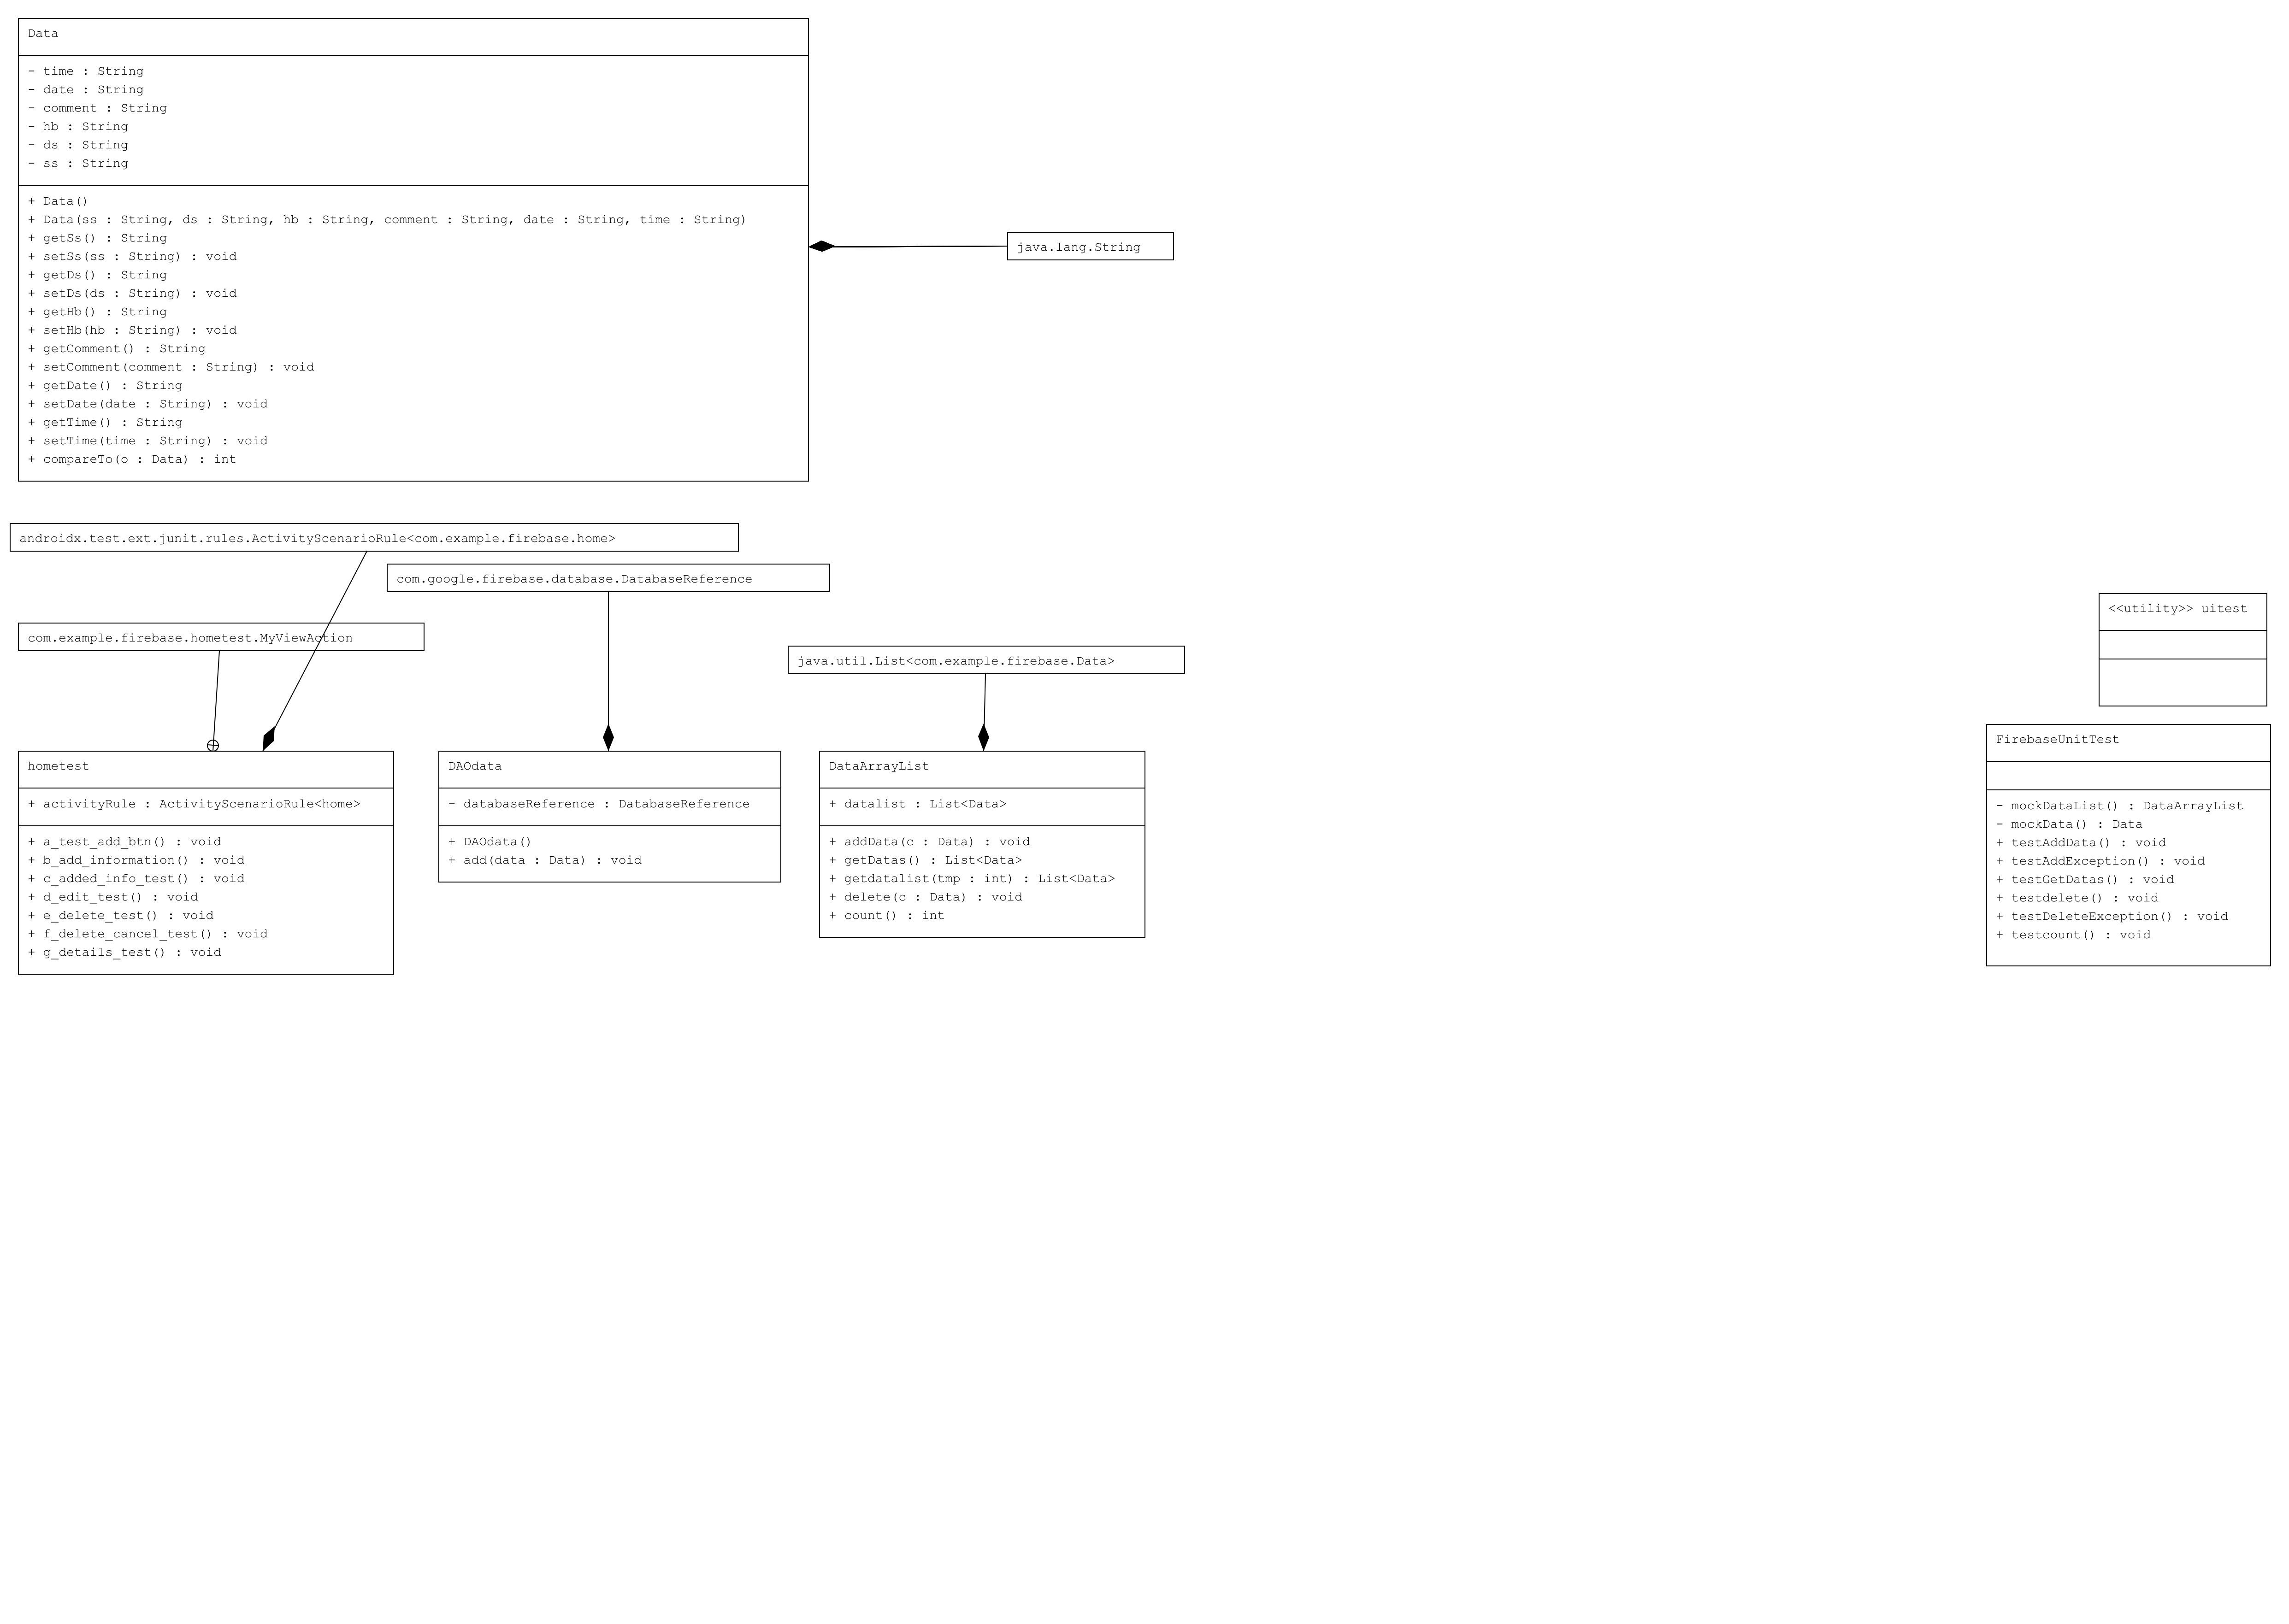 Data
- time : String
- date : String
- comment : String
- hb : String
- ds : String
- ss : String
+ Data()
+ Data(ss : String, ds : String, hb : String, comment : String, date : String, time : String)
+ getSs() : String
+ setSs(ss : String) : void
+ getDs() : String
+ setDs(ds : String) : void
+ getHb() : String
+ setHb(hb : String) : void
+ getComment() : String
+ setComment(comment : String) : void
+ getDate() : String
+ setDate(date : String) : void
+ getTime() : String
+ setTime(time : String) : void
+ compareTo(o : Data) : int
java.lang.String
androidx.test.ext.junit.rules.ActivityScenarioRule<com.example.firebase.home>
com.google.firebase.database.DatabaseReference
com.example.firebase.hometest.MyViewAction
java.util.List<com.example.firebase.Data>
<<utility>> uitest
hometest
+ activityRule : ActivityScenarioRule<home>
+ a_test_add_btn() : void
+ b_add_information() : void
+ c_added_info_test() : void
+ d_edit_test() : void
+ e_delete_test() : void
+ f_delete_cancel_test() : void
+ g_details_test() : void
DAOdata
- databaseReference : DatabaseReference
+ DAOdata()
+ add(data : Data) : void
DataArrayList
+ datalist : List<Data>
+ addData(c : Data) : void
+ getDatas() : List<Data>
+ getdatalist(tmp : int) : List<Data>
+ delete(c : Data) : void
+ count() : int
FirebaseUnitTest
- mockDataList() : DataArrayList
- mockData() : Data
+ testAddData() : void
+ testAddException() : void
+ testGetDatas() : void
+ testdelete() : void
+ testDeleteException() : void
+ testcount() : void